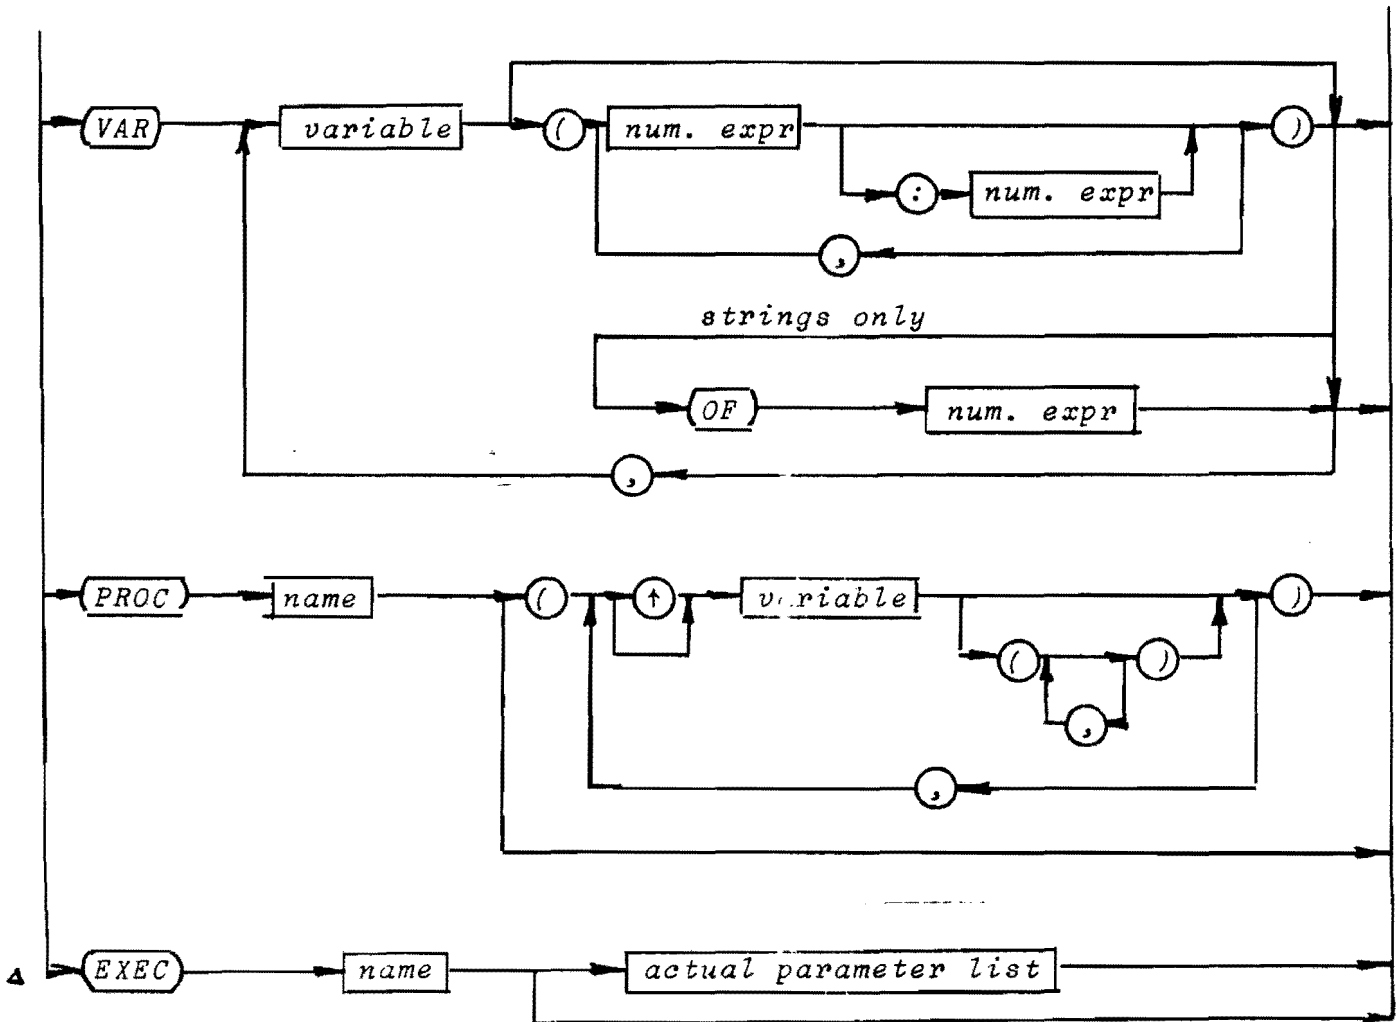 VAR variable ( num. expr )
: num. expr
,
strings only
OF num. expr
,
PROC name ( ↑ variable )
( )
,
,
Δ EXEC name actual parameter list